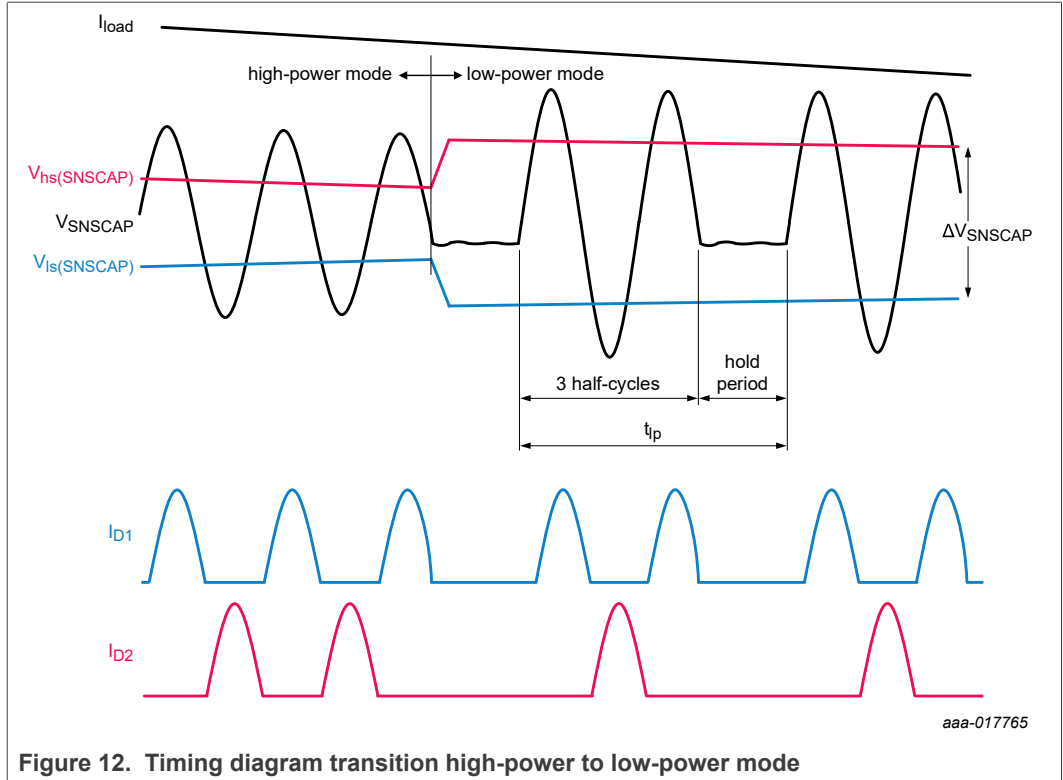 Iload
high-power mode
low-power mode
Vhs(SNSCAP)
VSNSCAP
Vls(SNSCAP)
ΔVSNSCAP
3 half-cycles
hold
period
tlp
ID1
ID2
aaa-017765
Figure 12. Timing diagram transition high-power to low-power mode